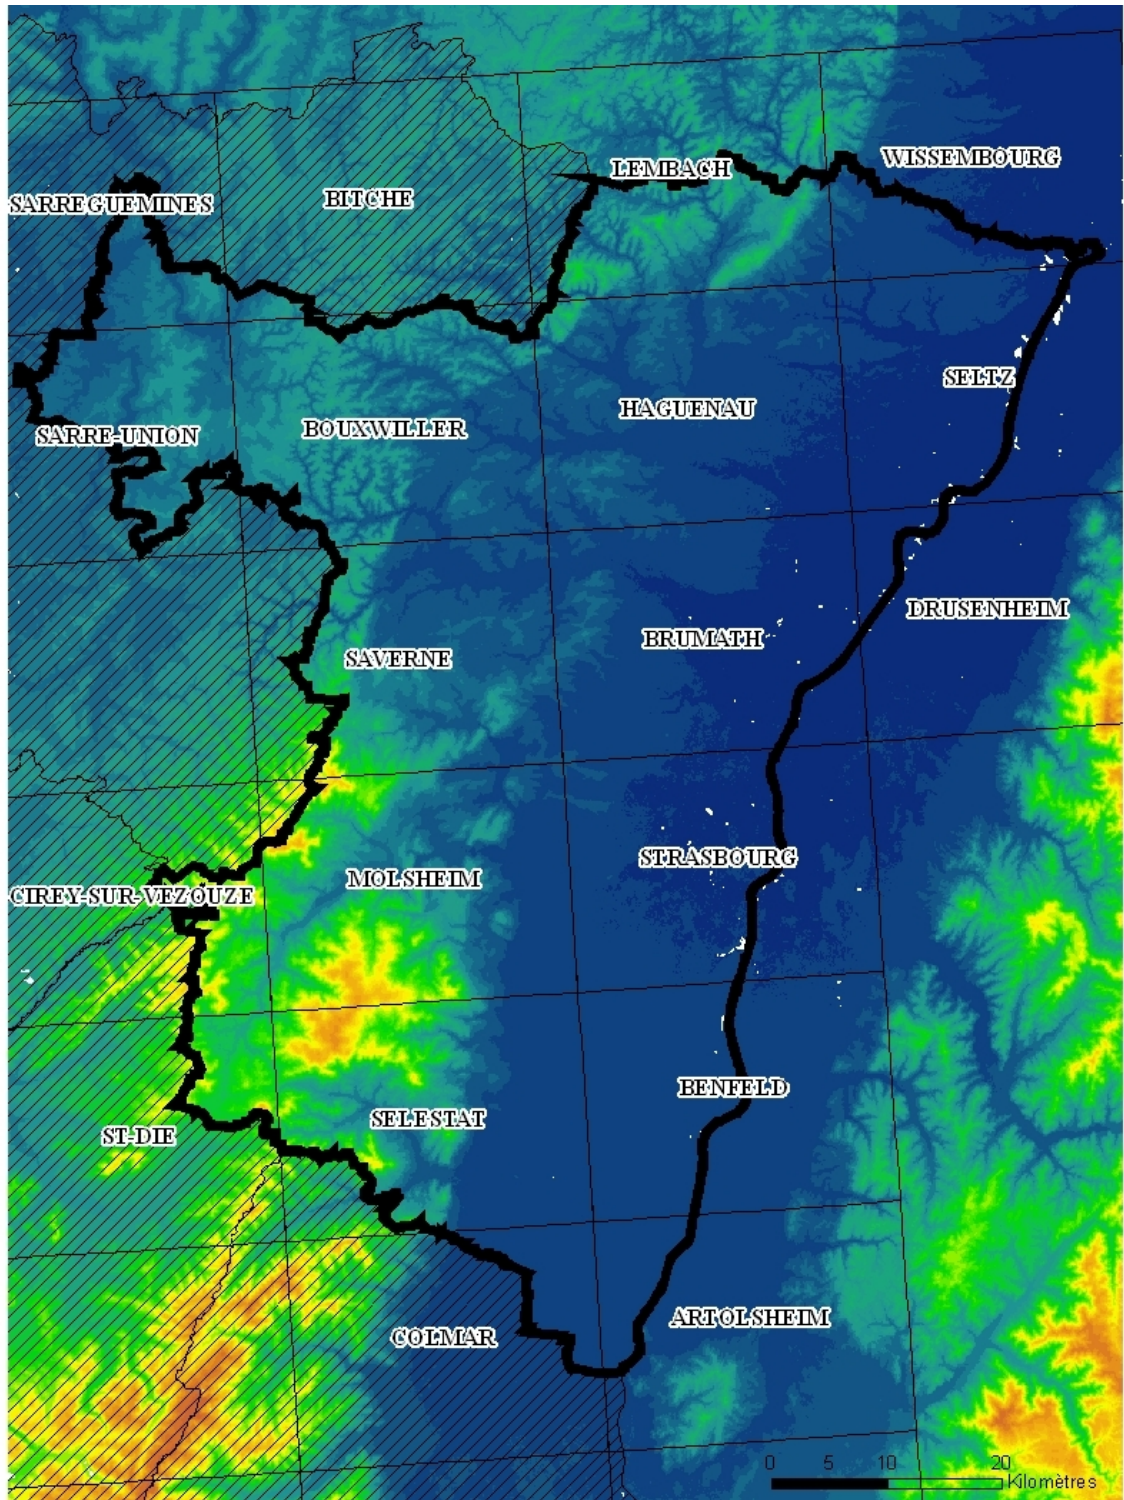 WISSEMBOURG
LEMBACH
BITCHE
SARREGUEMINES
SELTZ
HAGUENAU
BOUXWILLER
SARRE-UNION
DRUSENHEIM
BRUMATH
SAVERNE
STRASBOURG
MOLSHEIM
CIREY-SUR-VEZOUZE
BENFELD
SELESTAT
ST-DIE
ARTOLSHEIM
COLMAR
0 5 10 20
Kilomètres